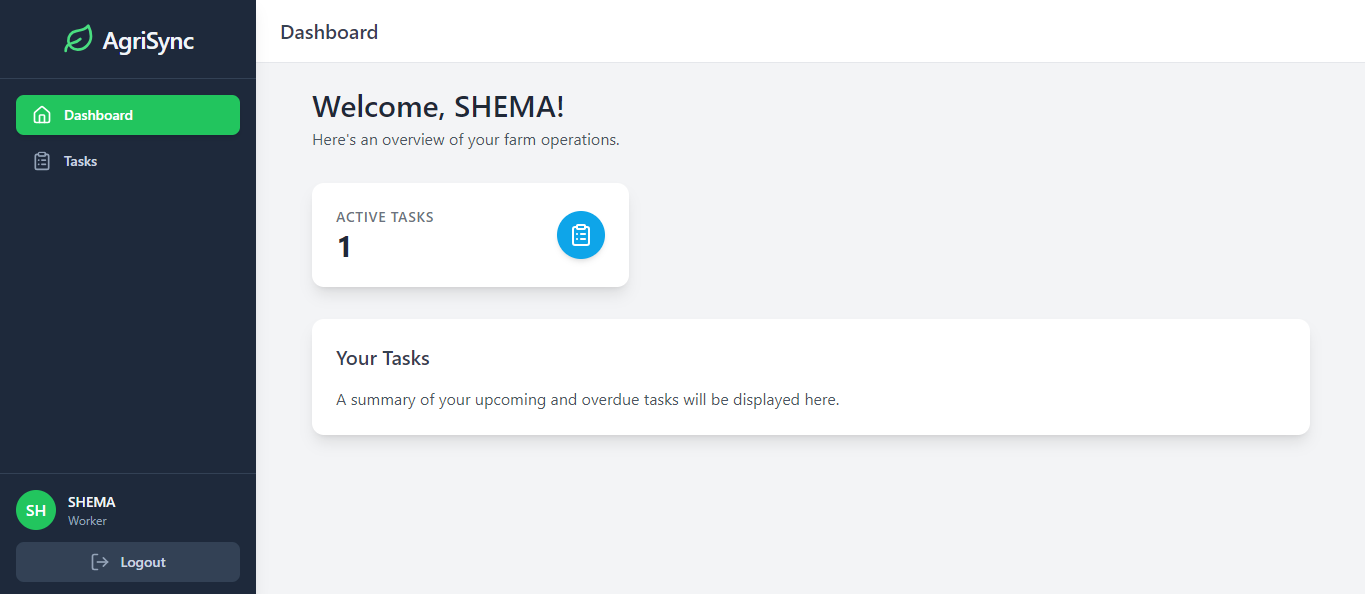 AgriSync
Dashboard
Tasks
SHEMA
SH
Worker
Logout
Dashboard
Welcome, SHEMA!
Here's an overview of your farm operations.
ACTIVE TASKS
1
Your Tasks
A summary of your upcoming and overdue tasks will be displayed here.